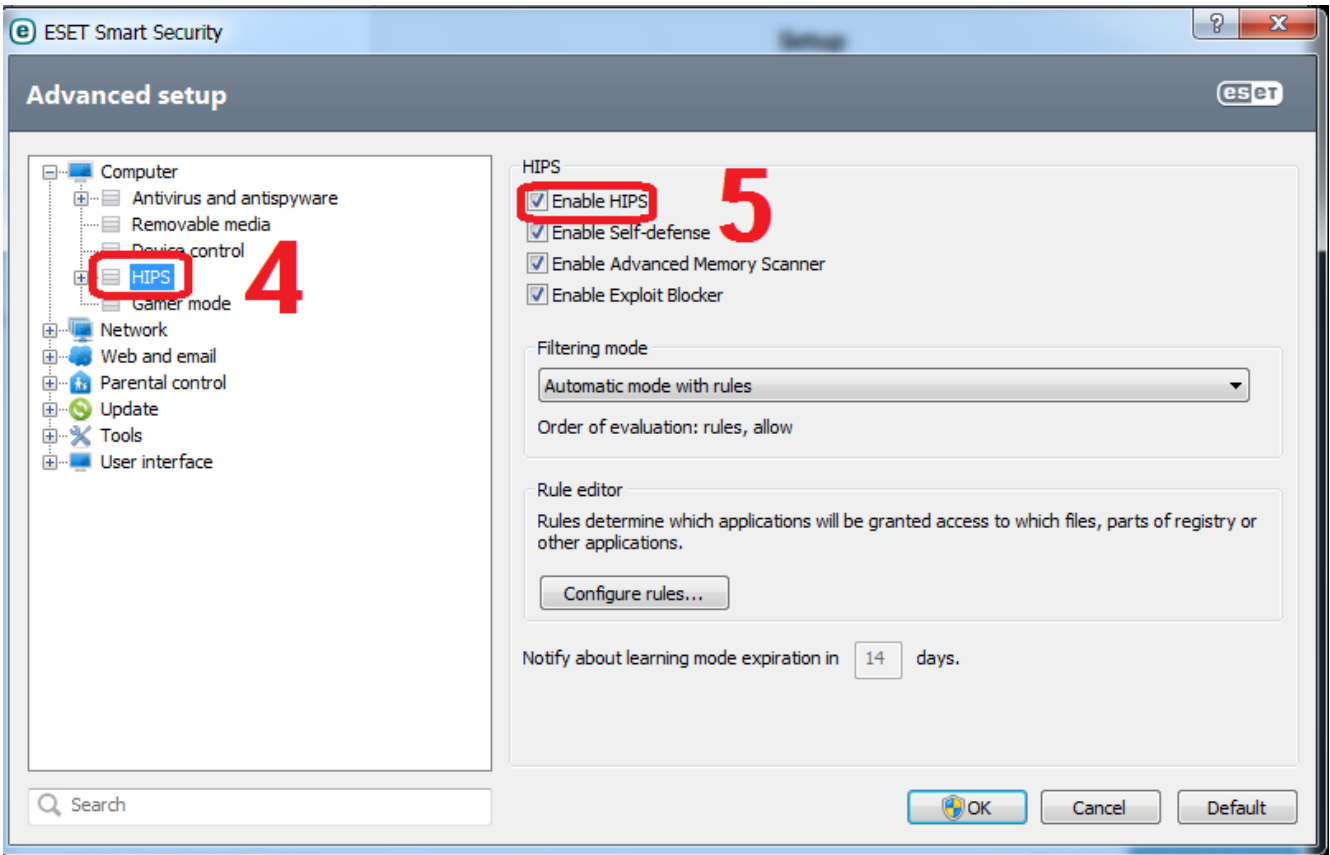 ESET Smart Security
Setup
Advanced setup
eset
Computer
Antivirus and antispyware
Removable media
Device control
HIPS
Gamer mode
Network
Web and email
Parental control
Update
Tools
User interface
4
HIPS
Enable HIPS
Enable Self-defense
Enable Advanced Memory Scanner
Enable Exploit Blocker
5
Filtering mode
Automatic mode with rules
Order of evaluation: rules, allow
Rule editor
Rules determine which applications will be granted access to which files, parts of registry or
other applications.
Configure rules...
Notify about learning mode expiration in 14 days.
Search
OK Cancel Default